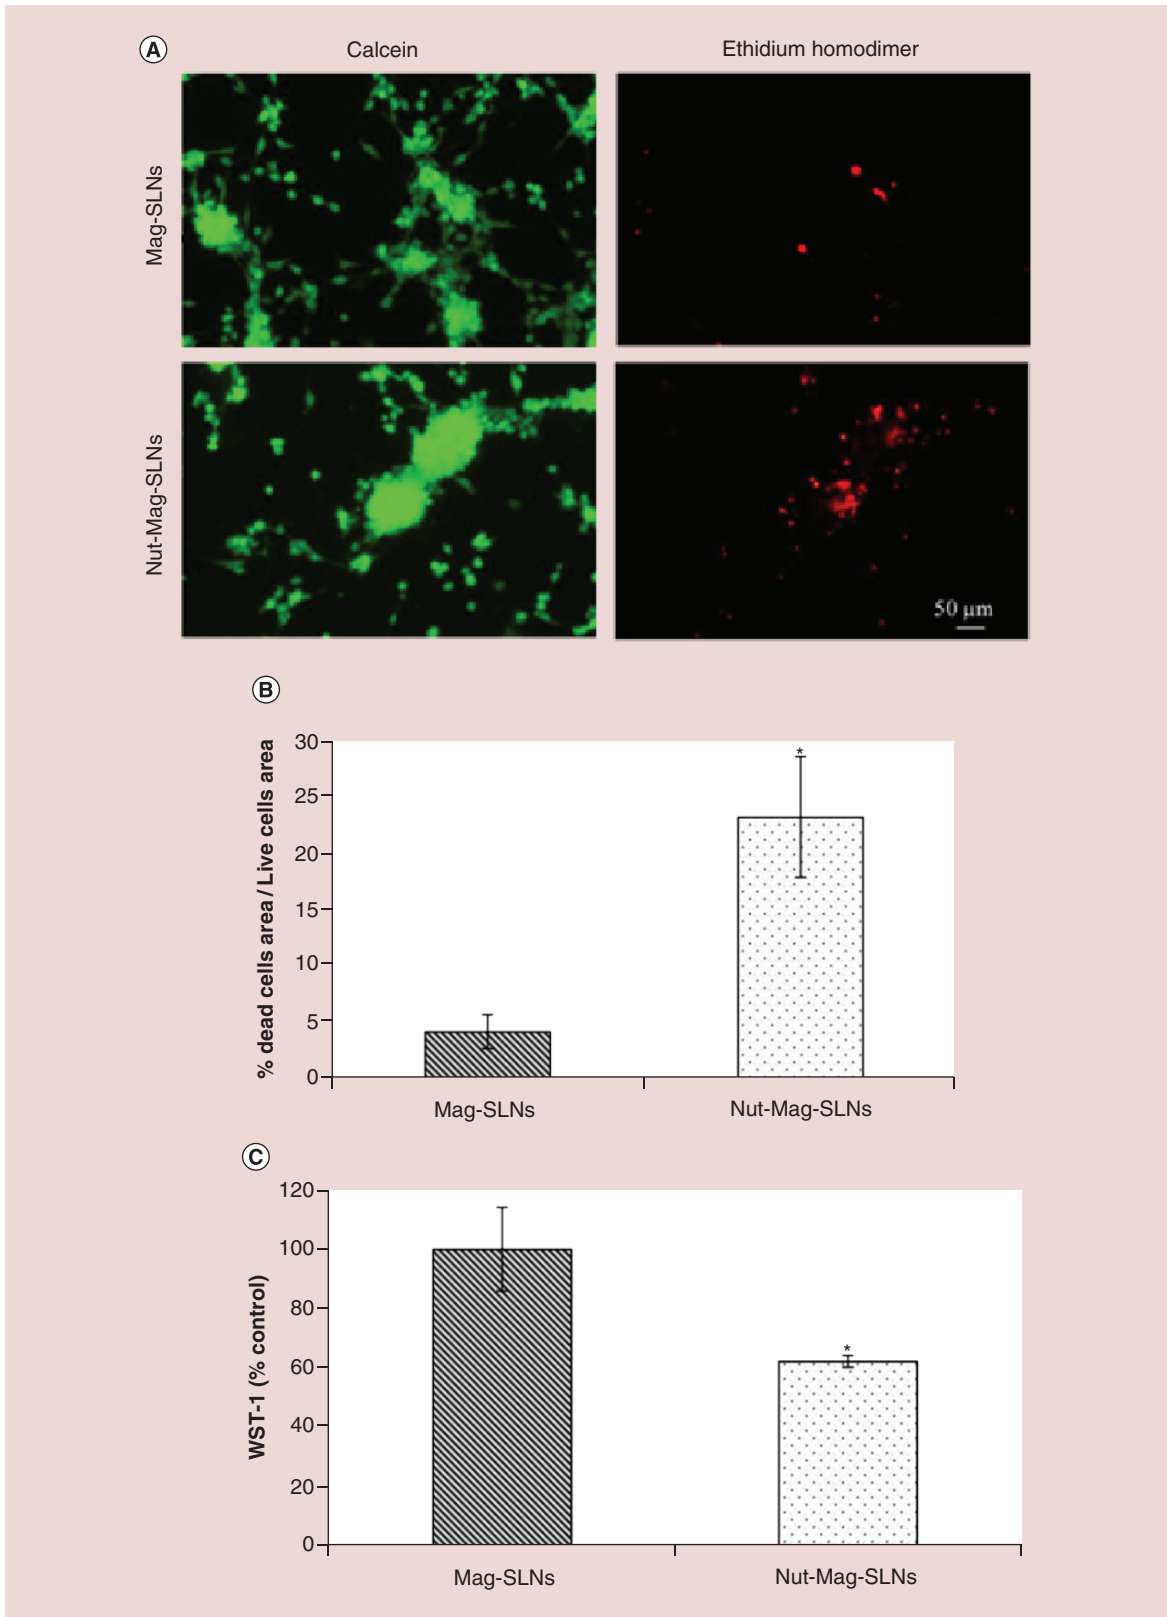 A
Calcein
Ethidium homodimer
Mag-SLNs
Nut-Mag-SLNs
50 µm
B
% dead cells area / Live cells area
30
*
25
20
15
10
5
0
Mag-SLNs
Nut-Mag-SLNs
C
WST-1 (% control)
120
100
80
*
60
40
20
0
Mag-SLNs
Nut-Mag-SLNs